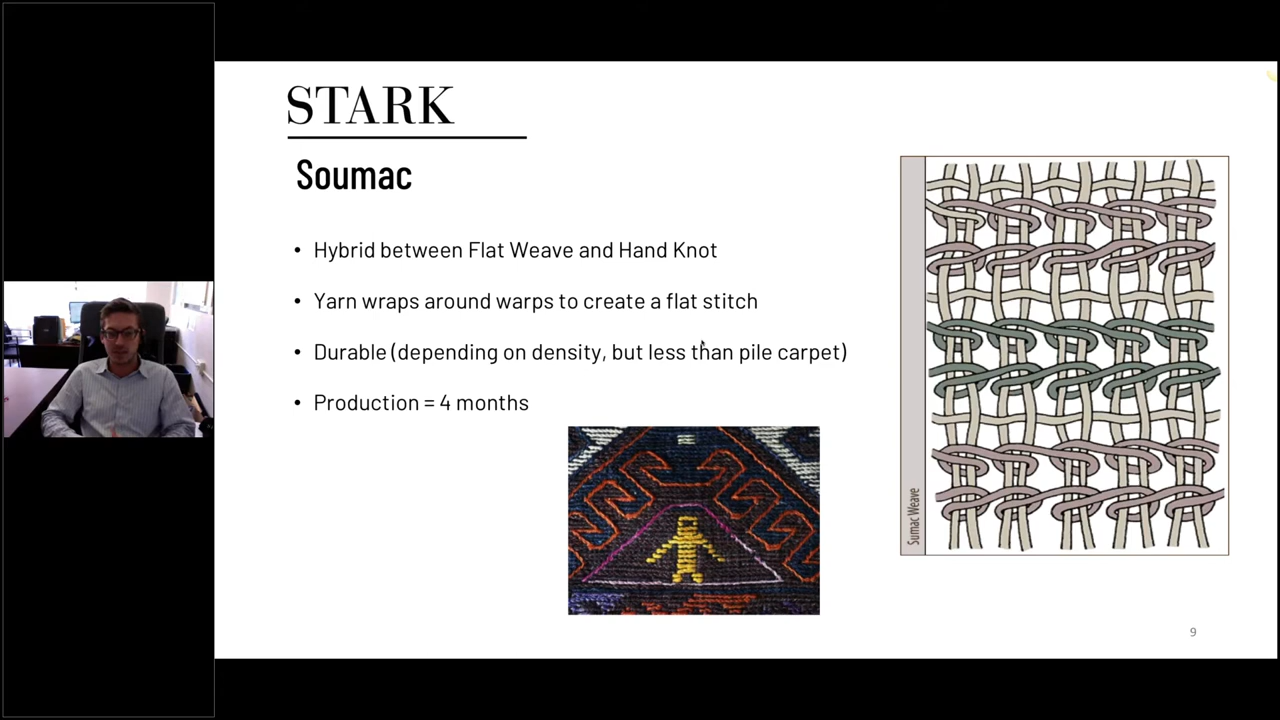 STARK
Soumac
• Hybrid between Flat Weave and Hand Knot
• Yarn wraps around warps to create a flat stitch
• Durable (depending on density, but less than pile carpet)
• Production = 4 months
Sumac Weave
9